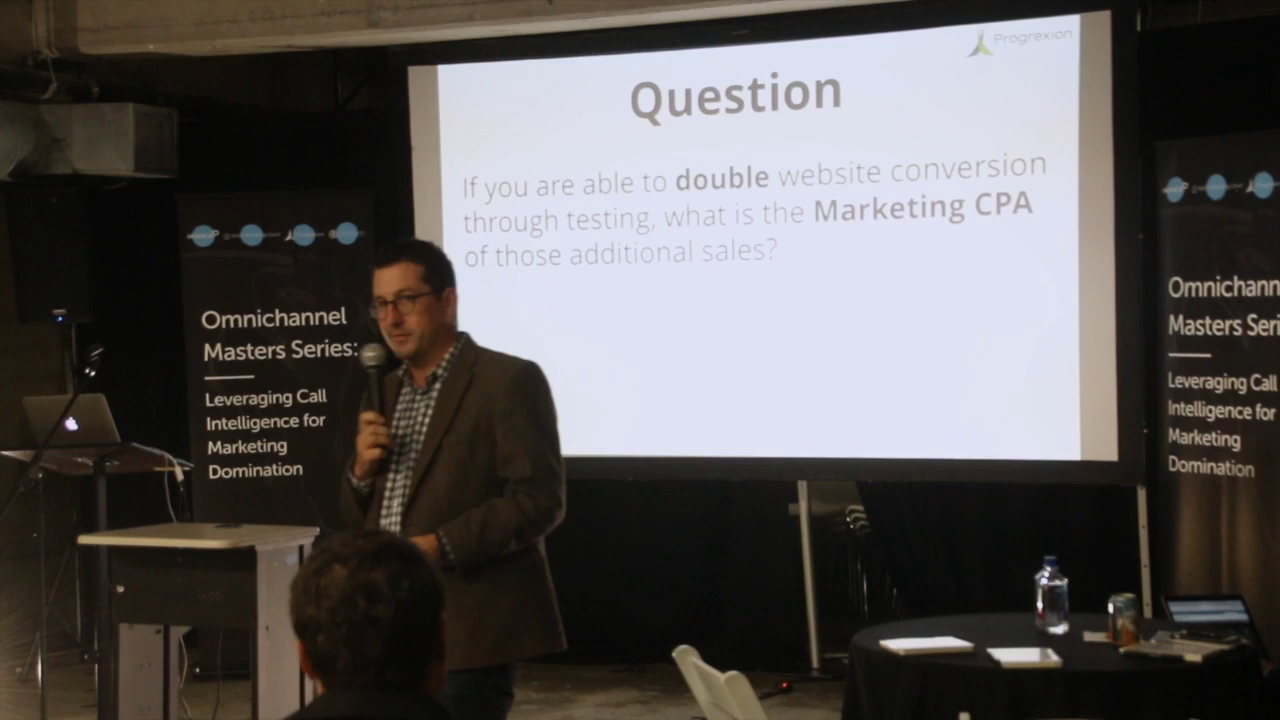 Progrexion
Question
If you are able to double website conversion
through testing, what is the Marketing CPA
of those additional sales?
Omnichannel
Masters Series:
Leveraging Call
Intelligence for
Marketing
Domination
Omnichann
Masters Seri
Leveraging Call
Intelligence for
Marketing
Domination